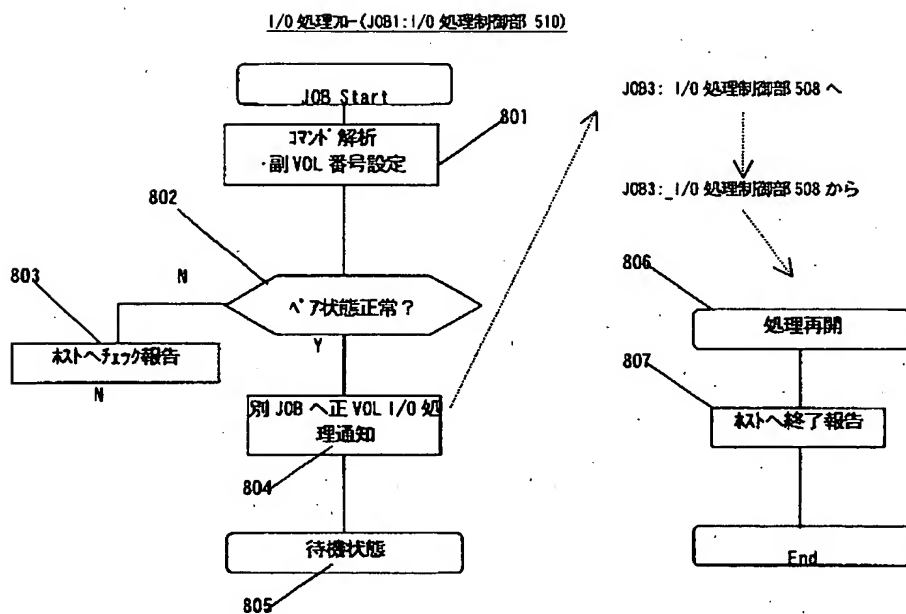 I/O 処理フロー(JOB1:I/O 処理制御部 510)
JOB Start
801
コマンド 解析
・副 VOL 番号設定
802
803
N
ペア状態正常？
Y
ホストへチェック報告
N
別 JOB へ正 VOL I/O 処
理通知
804
待機状態
805
JOB3: I/O 処理制御部 508 へ
JOB3: I/O 処理制御部 508 から
806
処理再開
807
ホストへ終了報告
End